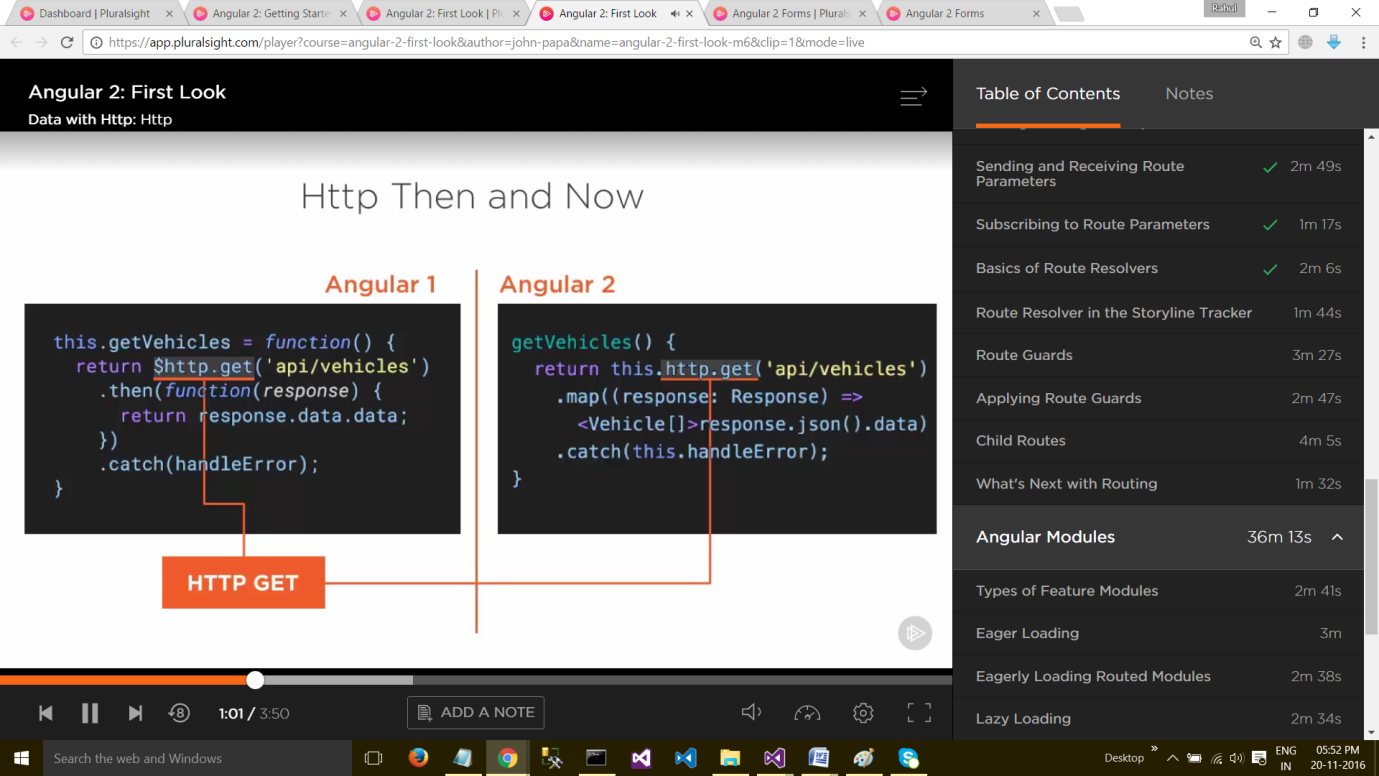 Dashboard | Pluralsight
Angular 2: Getting Starte
Angular 2: First Look | Plu
Angular 2: First Look
Angular 2 Forms | Plurals
Angular 2 Forms
Rahul
https://app.pluralsight.com/player?course=angular-2-first-look&author=john-papa&name=angular-2-first-look-m6&clip=1&mode=live
Angular 2: First Look
Data with Http: Http
Http Then and Now
Angular 1
this.getVehicles = function() {
return $http.get('api/vehicles')
.then(function(response) {
return response.data.data;
})
.catch(handleError);
}
Angular 2
getVehicles() {
return this.http.get('api/vehicles')
.map((response: Response) =>
<Vehicle[]>response.json().data)
.catch(this.handleError);
}
HTTP GET
8
1:01 / 3:50
ADD A NOTE
Table of Contents
Notes
Sending and Receiving Route
Parameters
2m 49s
Subscribing to Route Parameters 1m 17s
Basics of Route Resolvers 2m 6s
Route Resolver in the Storyline Tracker 1m 44s
Route Guards 3m 27s
Applying Route Guards 2m 47s
Child Routes 4m 5s
What's Next with Routing 1m 32s
Angular Modules 36m 13s
Types of Feature Modules 2m 41s
Eager Loading 3m
Eagerly Loading Routed Modules 2m 38s
Lazy Loading 2m 34s
Search the web and Windows
Desktop
ENG
IN
05:52 PM
20-11-2016